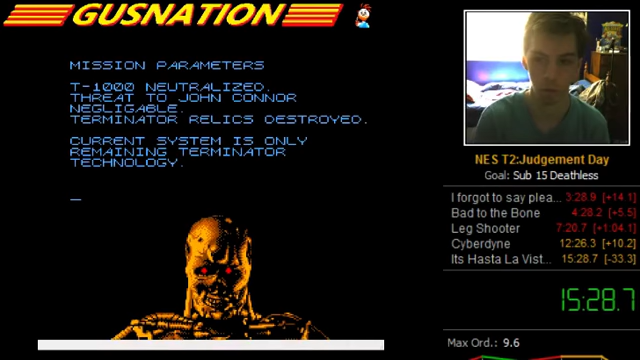 GUSNATION
MISSION PARAMETERS
T-1000 NEUTRALIZED.
THREAT TO JOHN CONNOR
NEGLIGABLE.
TERMINATOR RELICS DESTROYED.
CURRENT SYSTEM IS ONLY
REMAINING TERMINATOR
TECHNOLOGY.
NES T2:Judgement Day
Goal: Sub 15 Deathless
I forgot to say plea... 3:28.9 [+14.1]
Bad to the Bone 4:28.2 [+5.5]
Leg Shooter 7:20.7 [+1:04.1]
Cyberdyne 12:26.3 [+10.2]
Its Hasta La Vist... 15:28.7 [-33.3]
15:28.7
Max Ord.: 9.6